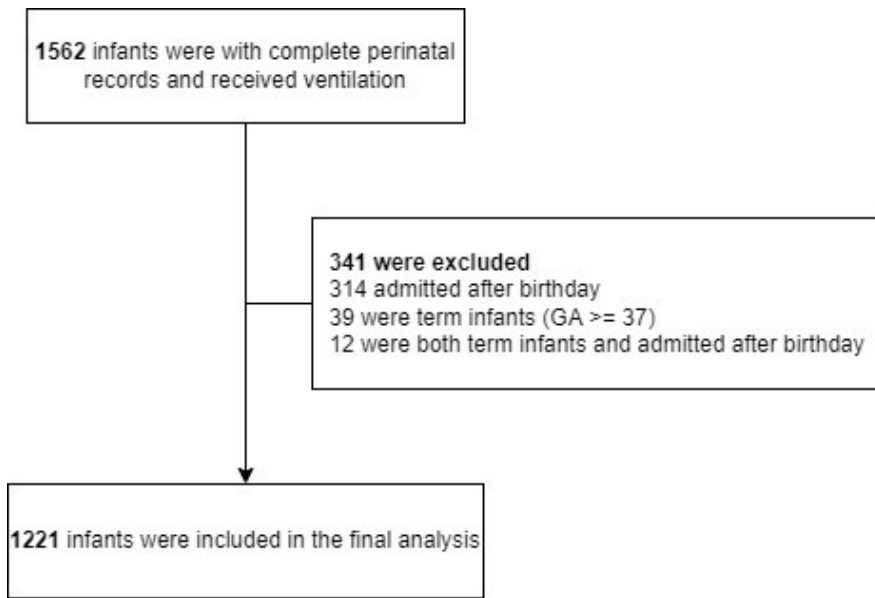 1562 infants were with complete perinatal
records and received ventilation
341 were excluded
314 admitted after birthday
39 were term infants (GA >= 37)
12 were both term infants and admitted after birthday
1221 infants were included in the final analysis